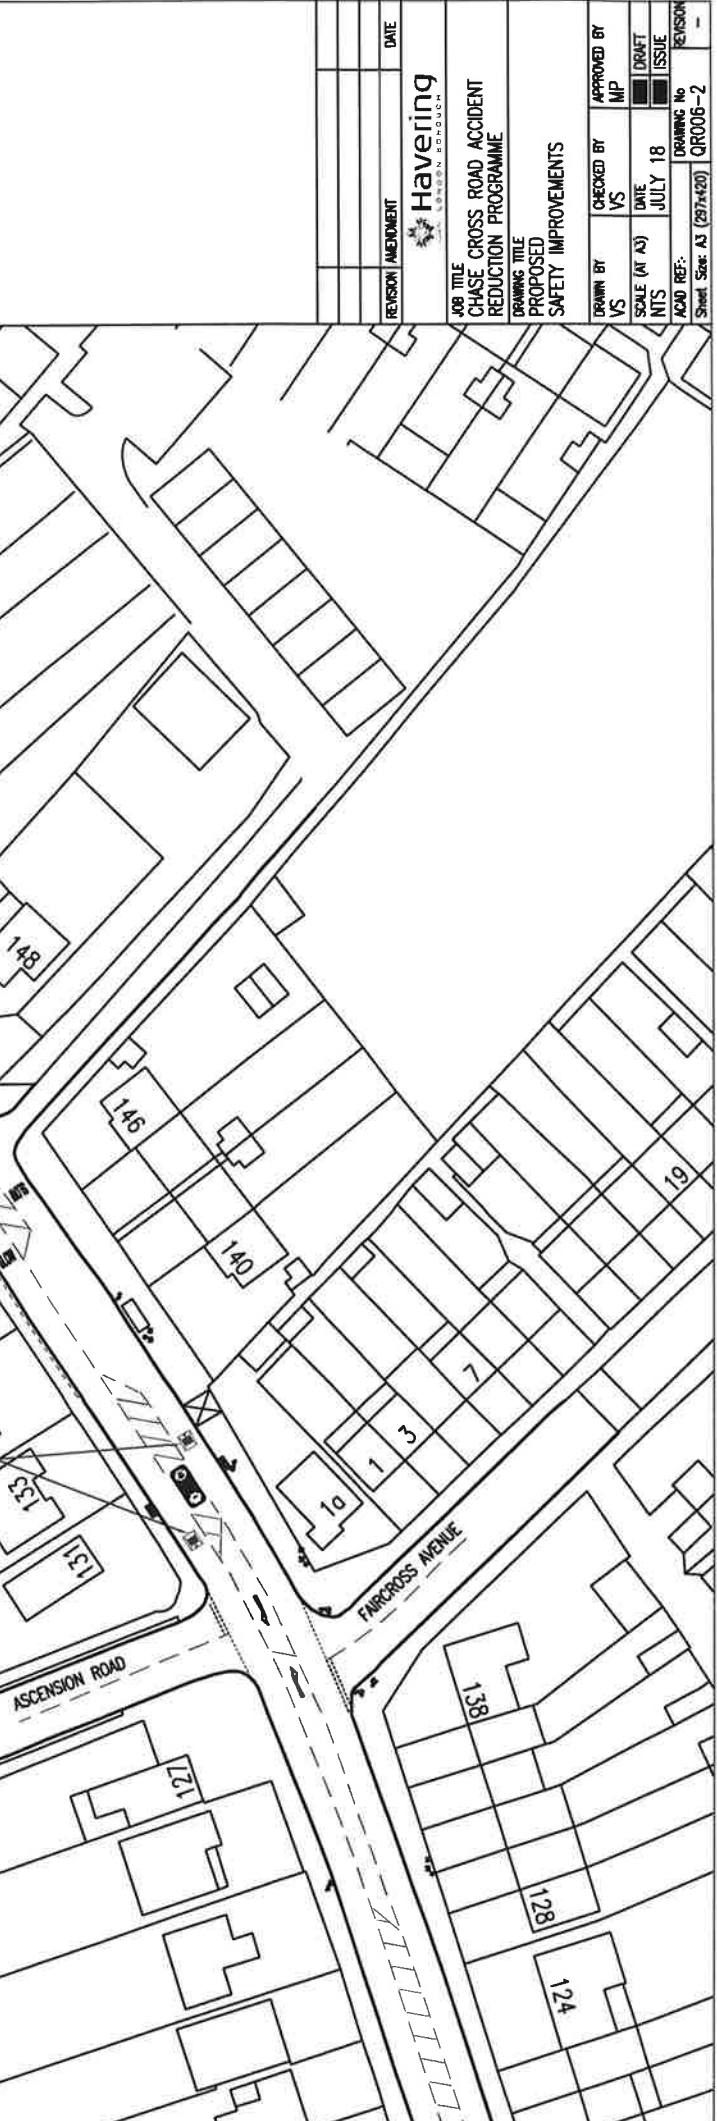 REVISION AMENDMENT DATE
Havering
LONDON BOROUGH
JOB TITLE
CHASE CROSS ROAD ACCIDENT
REDUCTION PROGRAMME
DRAWING TITLE
PROPOSED
SAFETY IMPROVEMENTS
DRAWN BY CHECKED BY APPROVED BY
VS VS MP
SCALE (AT A3) DATE DRAFT
NTS JULY 18 ISSUE
ACAD REF:- DRAWING No REVISION
Sheet Size: A3 (297x420) QR006-2 -
148
146
140
19
7
3
1
1a
133
131
FAIRCROSS AVENUE
ASCENSION ROAD
138
127
128
124